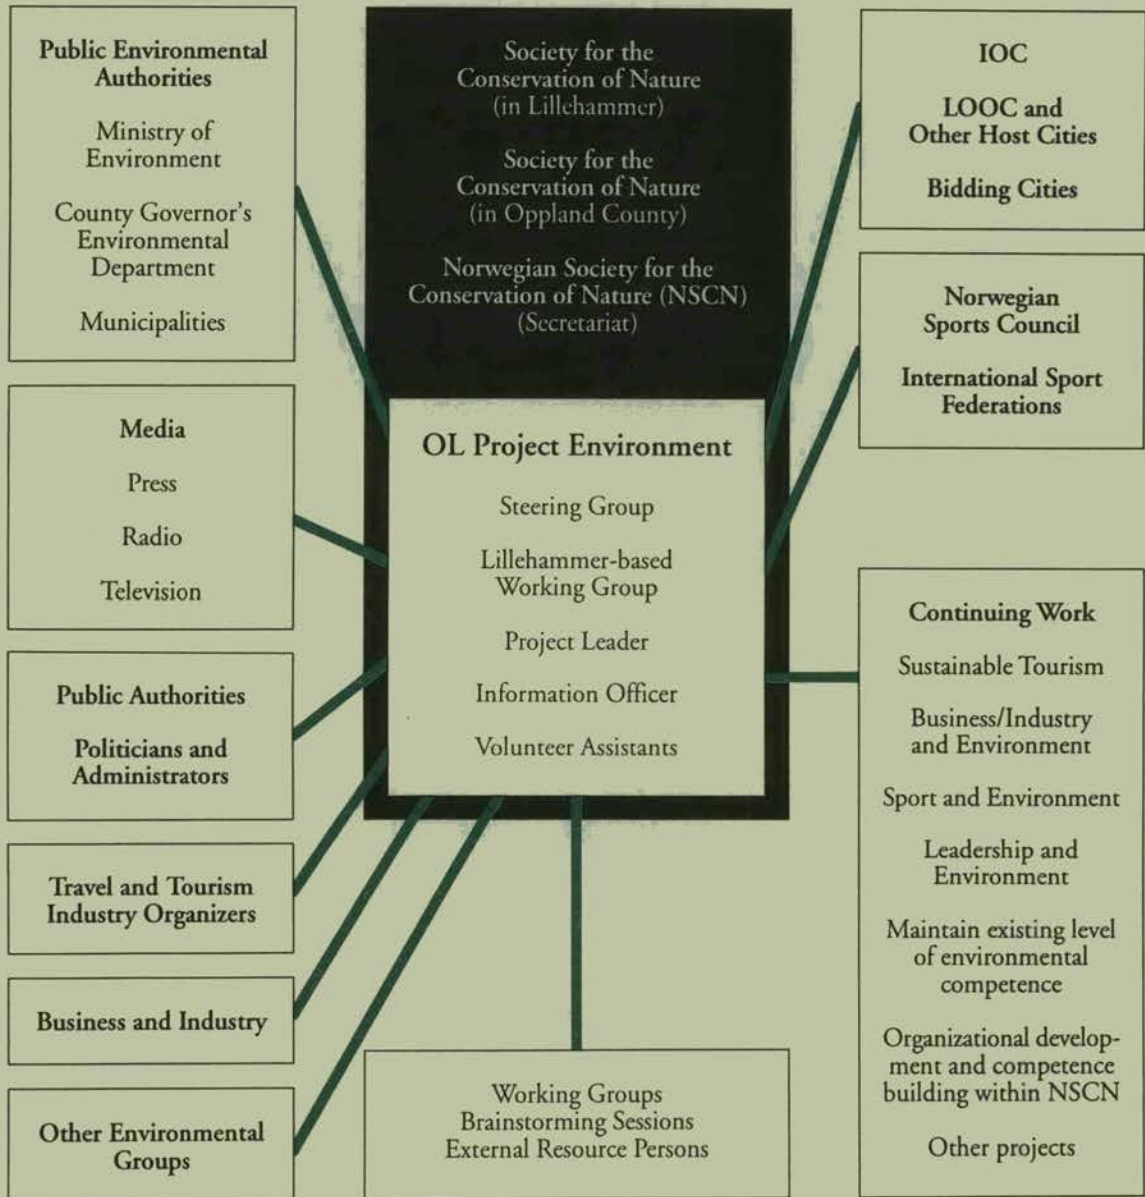 Public Environmental
Authorities
Ministry of
Environment
County Governor's
Environmental
Department
Municipalities
Media
Press
Radio
Television
Public Authorities
Politicians and
Administrators
Travel and Tourism
Industry Organizers
Business and Industry
Other Environmental
Groups
Society for the
Conservation of Nature
(in Lillehammer)
Society for the
Conservation of Nature
(in Oppland County)
Norwegian Society for the
Conservation of Nature (NSCN)
(Secretariat)
OL Project Environment
Steering Group
Lillehammer-based
Working Group
Project Leader
Information Officer
Volunteer Assistants
Working Groups
Brainstorming Sessions
External Resource Persons
IOC
LOOC and
Other Host Cities
Bidding Cities
Norwegian
Sports Council
International Sport
Federations
Continuing Work
Sustainable Tourism
Business/Industry
and Environment
Sport and Environment
Leadership and
Environment
Maintain existing level
of environmental
competence
Organizational develop-
ment and competence
building within NSCN
Other projects